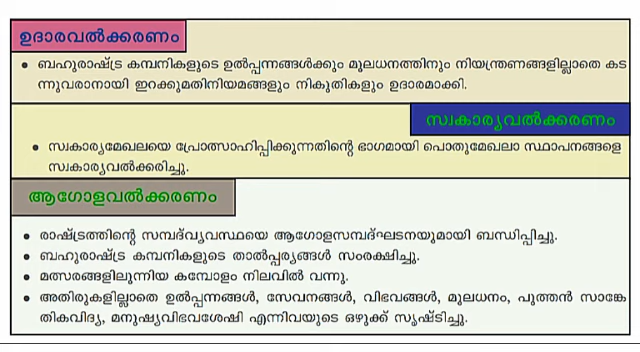 ഉദാരവൽക്കരണം
● ബഹുരാഷ്ട്ര കമ്പനികളുടെ ഉൽപ്പന്നങ്ങൾക്കും മൂലധനത്തിനും നിയന്ത്രണങ്ങളില്ലാതെ കട
ന്നുവരാനായി ഇറക്കുമതിനിയമങ്ങളും നികുതികളും ഉദാരമാക്കി.
സ്വകാര്യവൽക്കരണം
● സ്വകാര്യമേഖലയെ പ്രോത്സാഹിപ്പിക്കുന്നതിന്റെ ഭാഗമായി പൊതുമേഖലാ സ്ഥാപനങ്ങളെ
സ്വകാര്യവൽക്കരിച്ചു.
ആഗോളവൽക്കരണം
● രാഷ്ട്രത്തിന്റെ സമ്പദ്‌വ്യവസ്ഥയെ ആഗോളസമ്പദ്ഘടനയുമായി ബന്ധിപ്പിച്ചു.
● ബഹുരാഷ്ട്ര കമ്പനികളുടെ താൽപ്പര്യങ്ങൾ സംരക്ഷിച്ചു.
● മത്സരങ്ങളിലൂന്നിയ കമ്പോളം നിലവിൽ വന്നു.
● അതിരുകളില്ലാതെ ഉൽപ്പന്നങ്ങൾ, സേവനങ്ങൾ, വിഭവങ്ങൾ, മൂലധനം, പുത്തൻ സാങ്കേ
തികവിദ്യ, മനുഷ്യവിഭവശേഷി എന്നിവയുടെ ഒഴുക്ക് സൃഷ്ടിച്ചു.